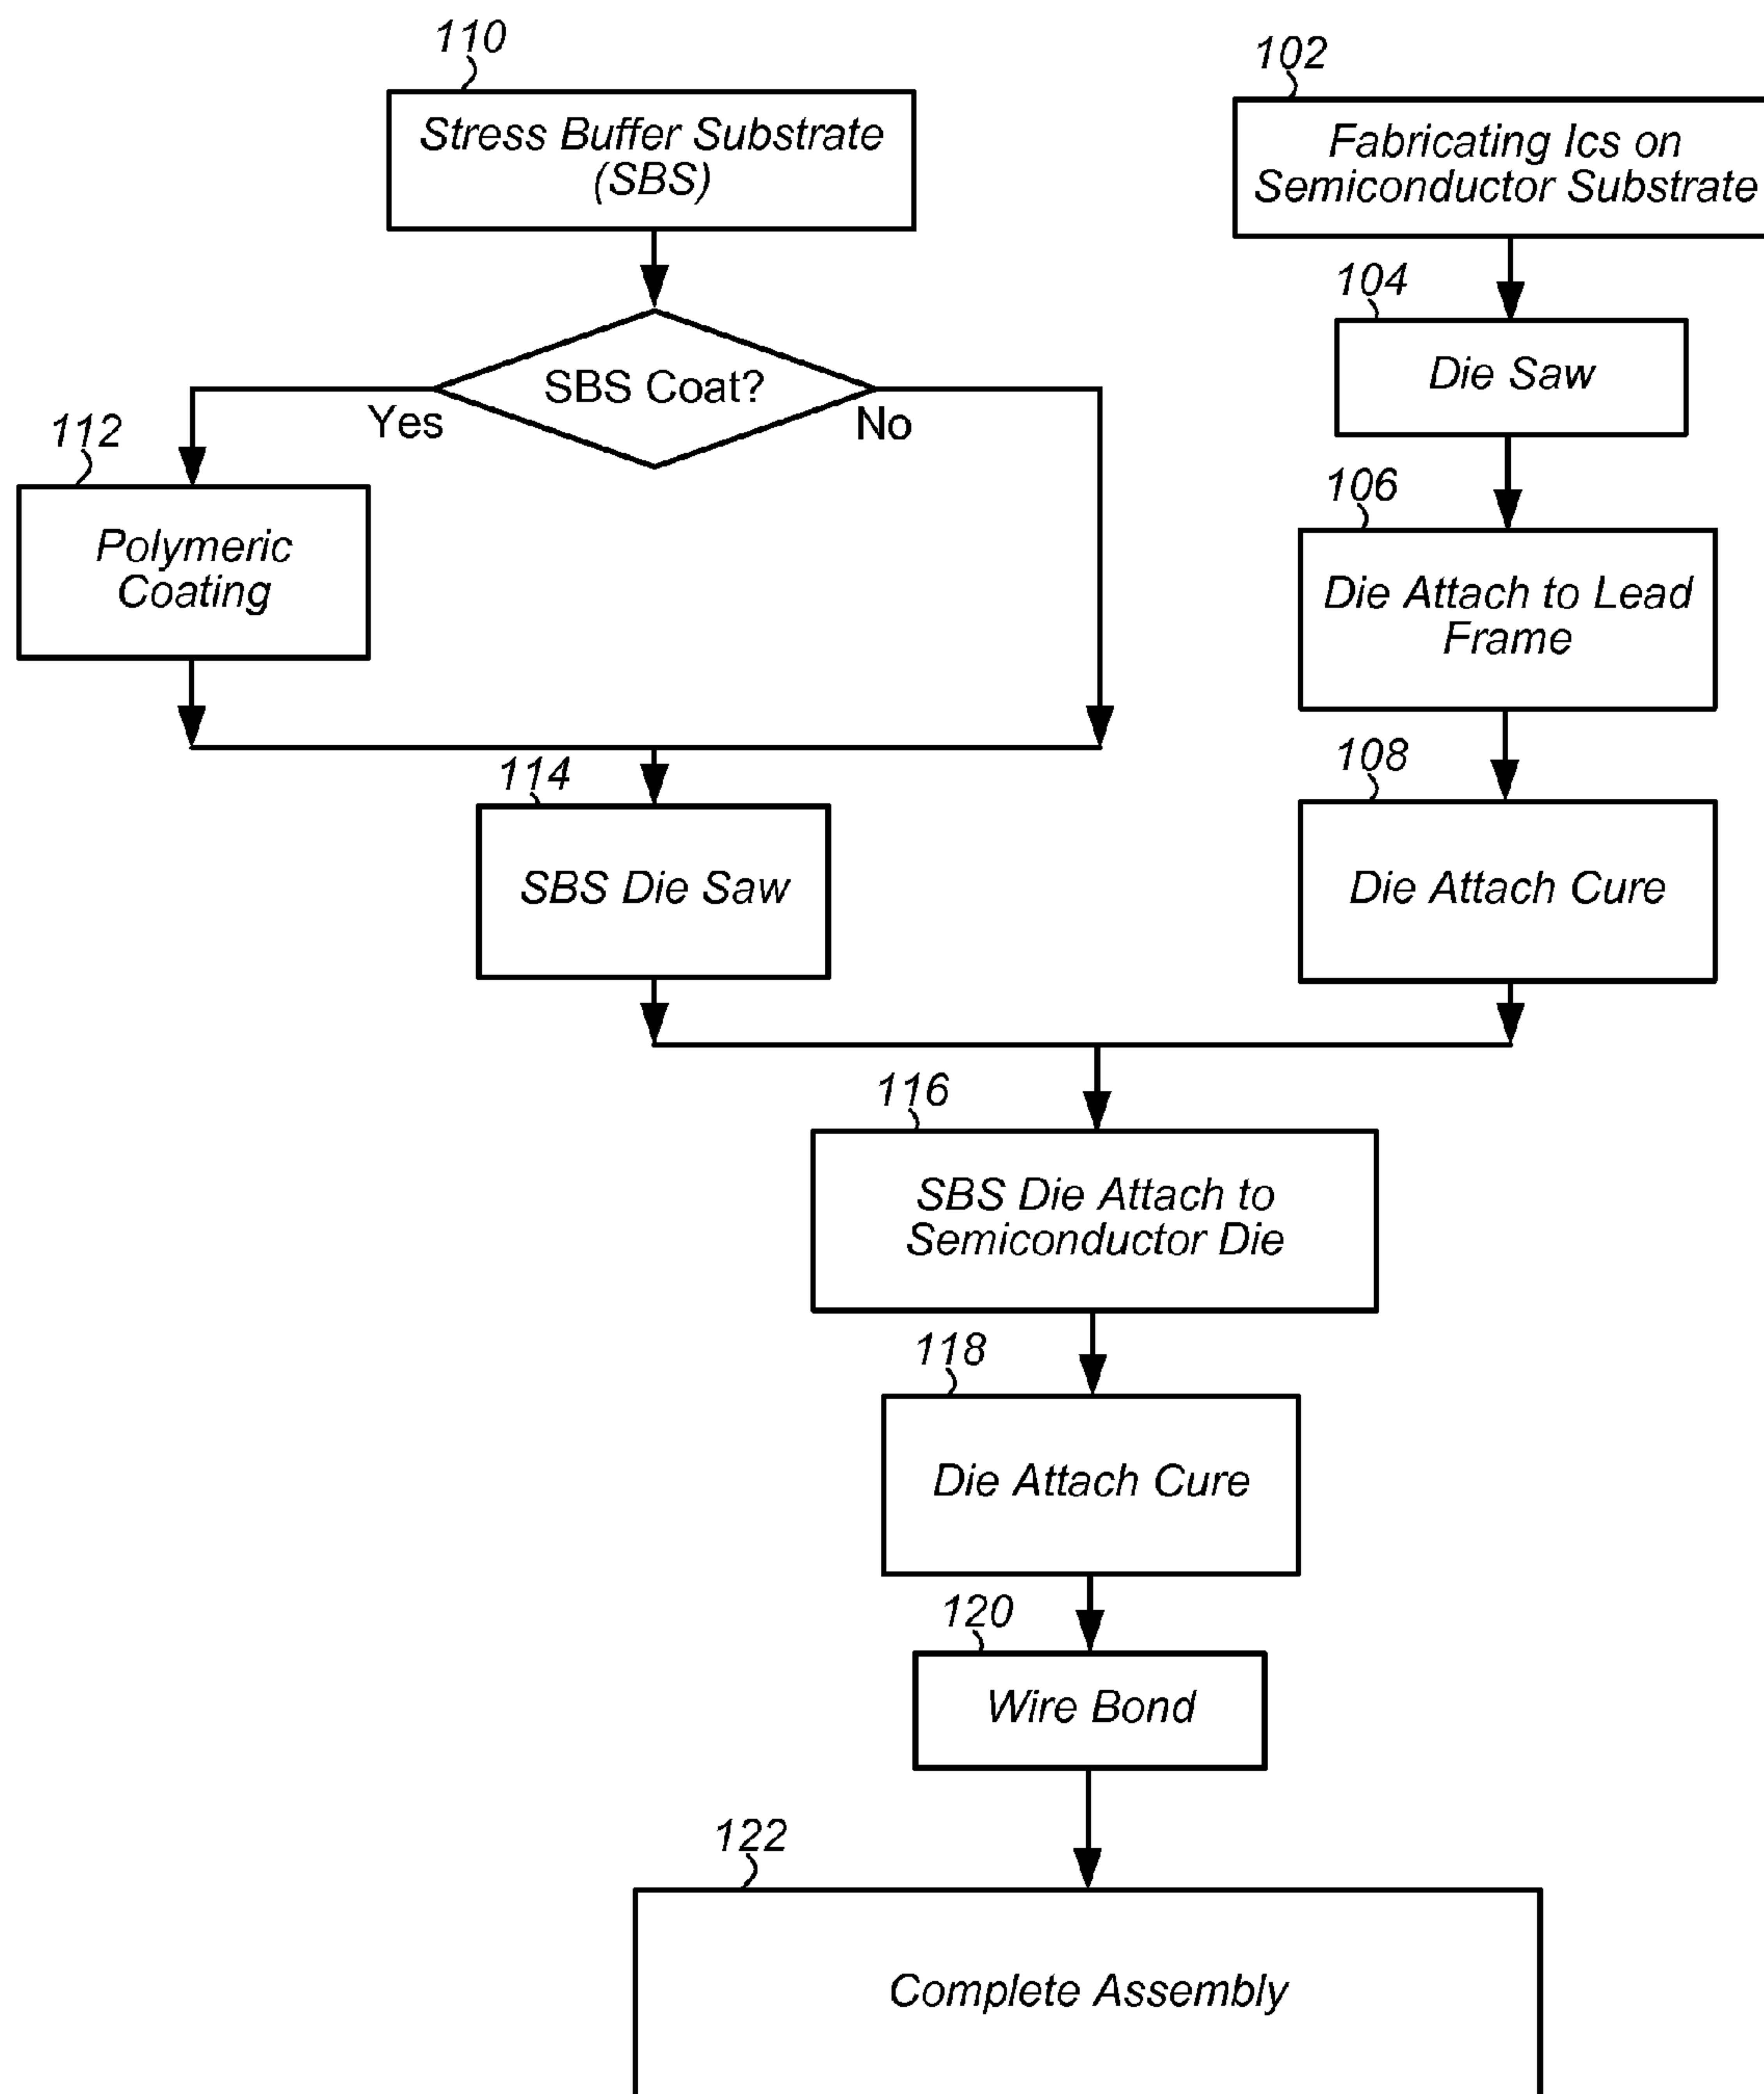 110
Stress Buffer Substrate
(SBS)
102
Fabricating Ics on
Semiconductor Substrate
104
Die Saw
SBS Coat?
Yes
No
112
Polymeric
Coating
106
Die Attach to Lead
Frame
108
Die Attach Cure
114
SBS Die Saw
116
SBS Die Attach to
Semiconductor Die
118
Die Attach Cure
120
Wire Bond
122
Complete Assembly